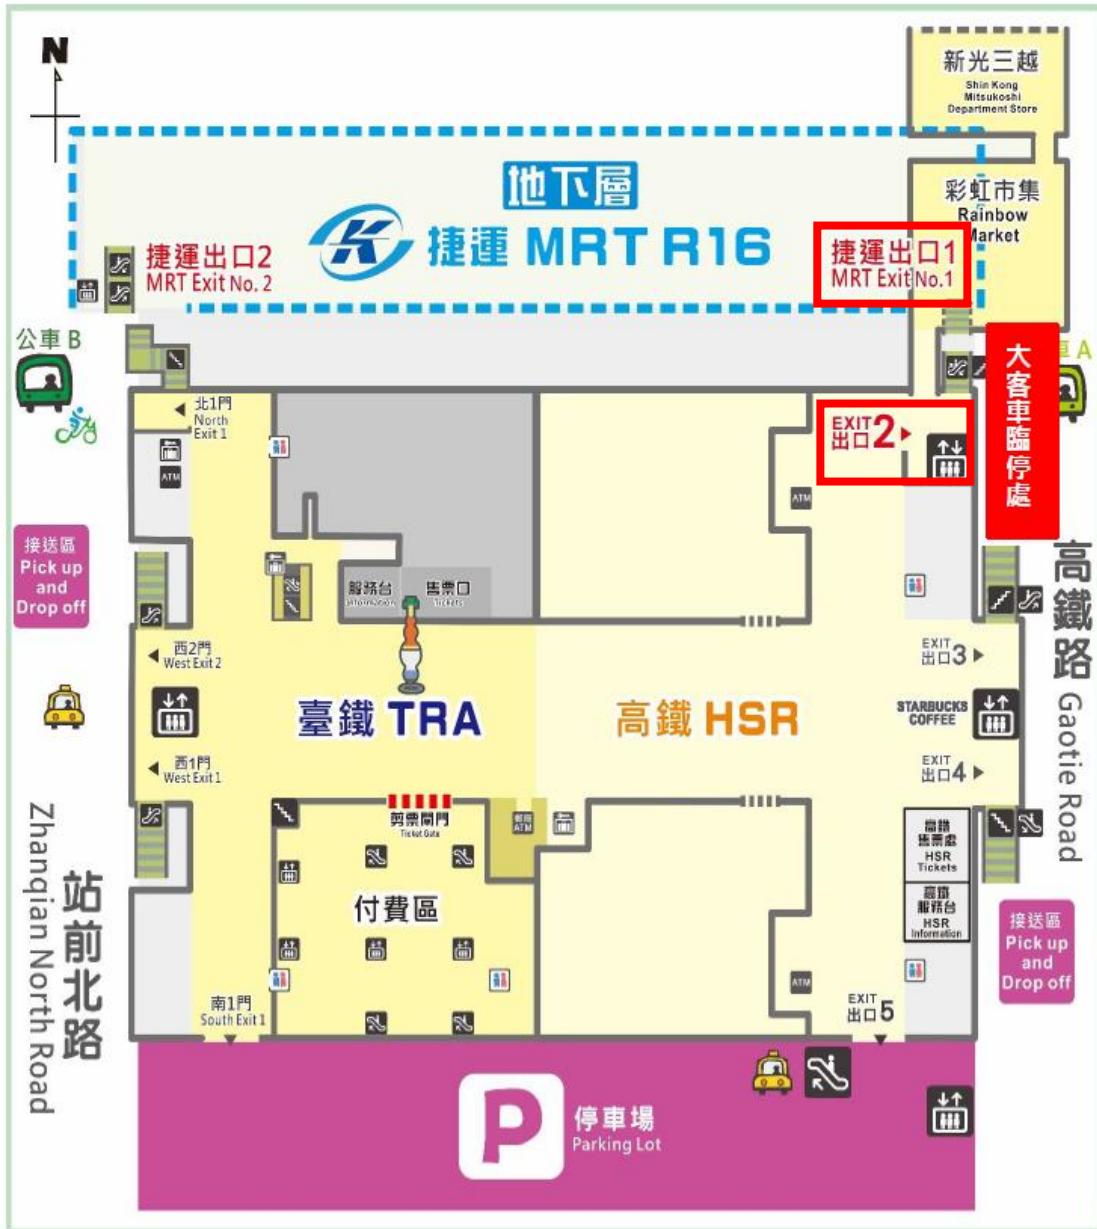 N
新光三越
Shin Kong
Mitsukoshi
Department Store
地下層
捷運 MRT R16
彩虹市集
Rainbow
Market
捷運出口2
MRT Exit No. 2
捷運出口1
MRT Exit No.1
公車 B
車 A
大客車臨停處
北1門
North
Exit 1
EXIT
出口2
ATM
ATM
接送區
Pick up
and
Drop off
服務台
Information
售票口
Tickets
高鐵路
Gaotie Road
西2門
West Exit 2
EXIT
出口3
臺鐵 TRA
高鐵 HSR
STARBUCKS
COFFEE
西1門
West Exit 1
EXIT
出口4
剪票閘門
Ticket Gate
郵局
ATM
高鐵
售票處
HSR
Tickets
站前北路
Zhanqian North Road
付費區
高鐵
服務台
HSR
Information
接送區
Pick up
and
Drop off
ATM
南1門
South Exit 1
EXIT
出口5
P
停車場
Parking Lot